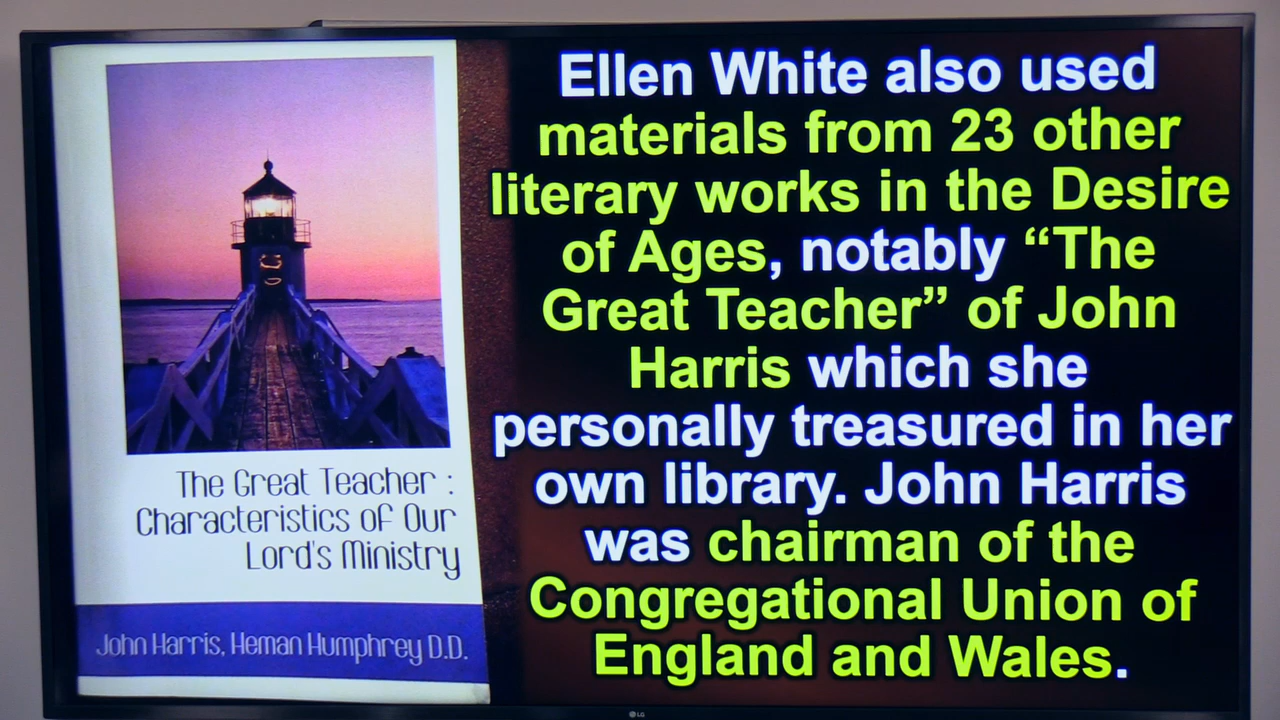 The Great Teacher :
Characteristics of Our
Lord's Ministry
John Harris, Heman Humphrey D.D.
Ellen White also used
materials from 23 other
literary works in the Desire
of Ages, notably “The
Great Teacher” of John
Harris which she
personally treasured in her
own library. John Harris
was chairman of the
Congregational Union of
England and Wales.
LG